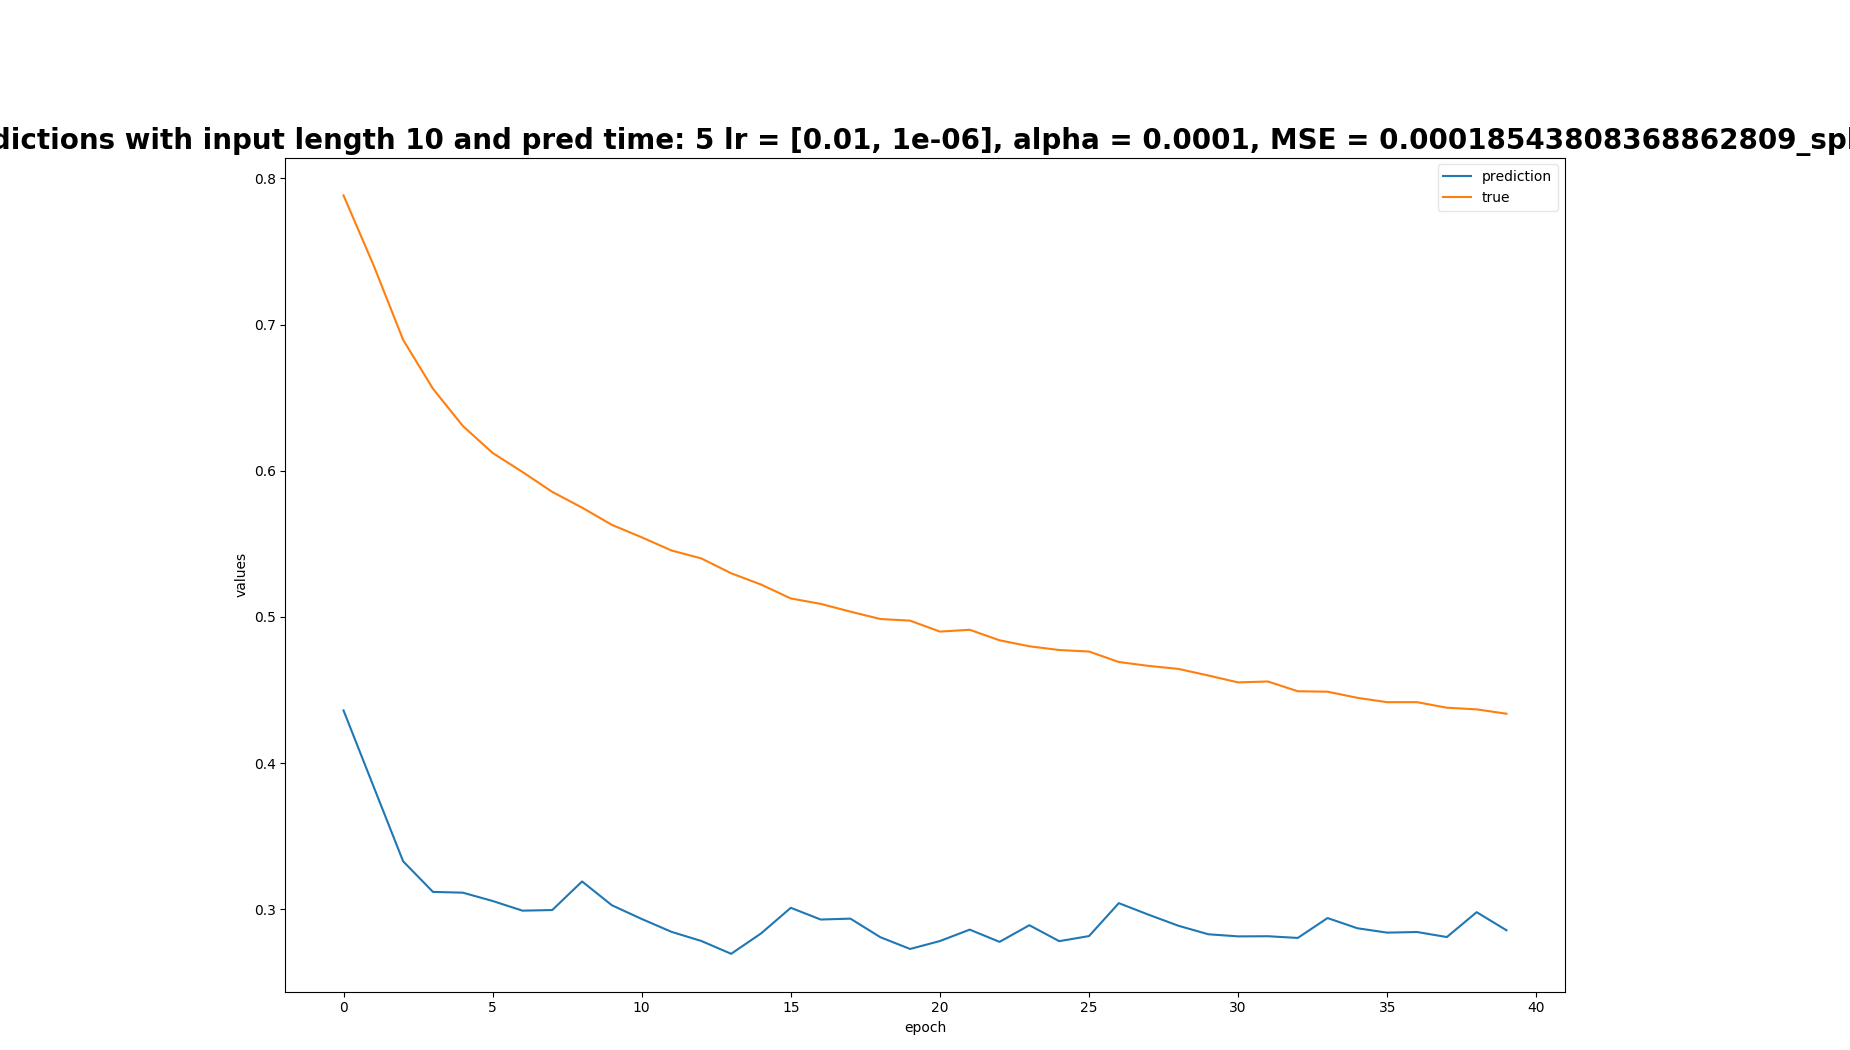 dictions with input length 10 and pred time: 5 lr = [0.01, 1e-06], alpha = 0.0001, MSE = 0.00018543808368862809_spl
prediction
true
0.8
0.7
0.6
0.5
0.4
0.3
values
0 5 10 15 20 25 30 35 40
epoch